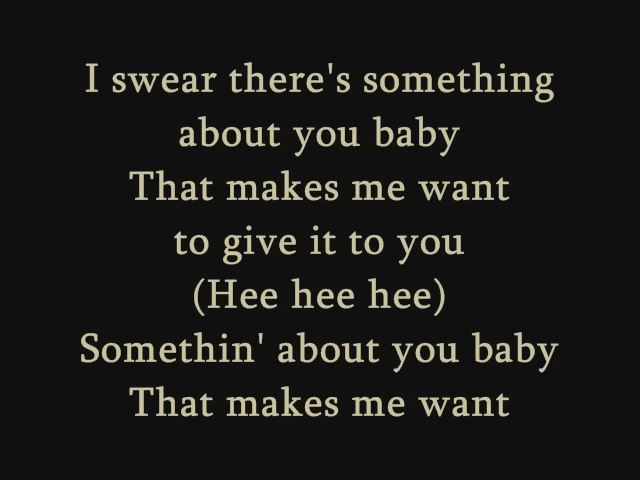 I swear there's something
about you baby
That makes me want
to give it to you
(Hee hee hee)
Somethin' about you baby
That makes me want